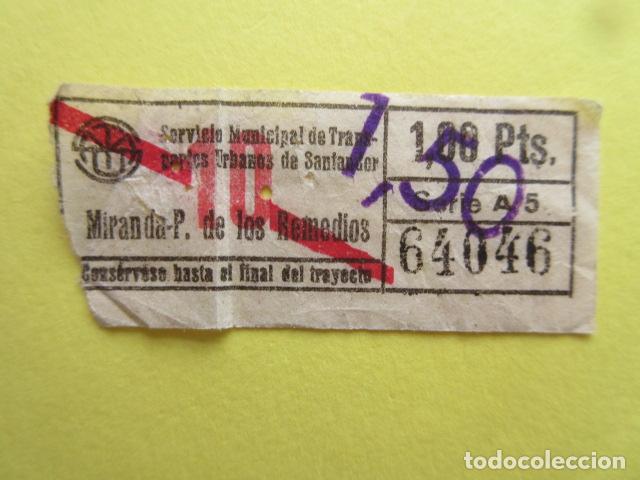 Servicio Municipal de Trans-
portes Urbanos de Santander
10
Miranda-P. de los Remedios
Consérvese hasta el final del trayecto
1,00 Pts.
1,50
Serie A/5
64046
todocoleccion